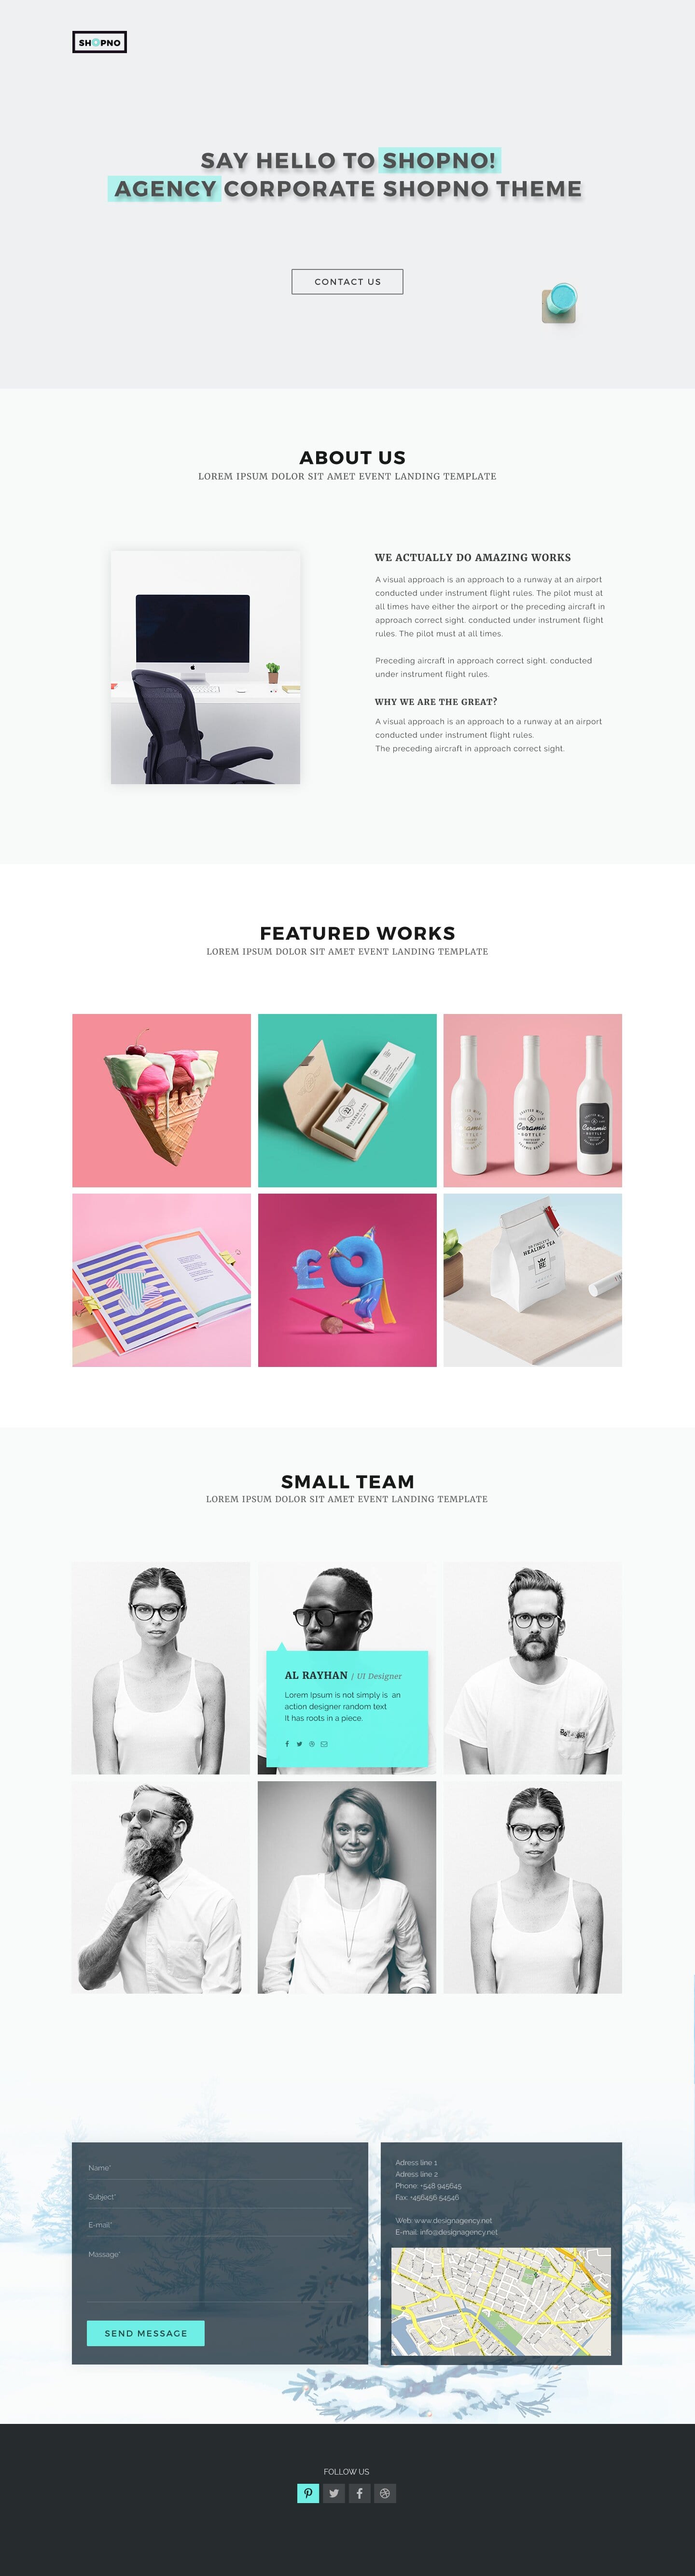 SHOPNO
SAY HELLO TO SHOPNO!
AGENCY CORPORATE SHOPNO THEME
CONTACT US
ABOUT US
LOREM IPSUM DOLOR SIT AMET EVENT LANDING TEMPLATE
WE ACTUALLY DO AMAZING WORKS
A visual approach is an approach to a runway at an airport
conducted under instrument flight rules. The pilot must at
all times have either the airport or the preceding aircraft in
approach correct sight. conducted under instrument flight
rules. The pilot must at all times.
Preceding aircraft in approach correct sight. conducted
under instrument flight rules.
WHY WE ARE THE GREAT?
A visual approach is an approach to a runway at an airport
conducted under instrument flight rules.
The preceding aircraft in approach correct sight.
FEATURED WORKS
LOREM IPSUM DOLOR SIT AMET EVENT LANDING TEMPLATE
Ceramic
BOTTLE
Ceramic
BOTTLE
Ceramic
BOTTLE
£9
HEALING TEA
SMALL TEAM
LOREM IPSUM DOLOR SIT AMET EVENT LANDING TEMPLATE
AL RAYHAN / UI Designer
Lorem Ipsum is not simply is an
action designer random text
It has roots in a piece.
Name*
Subject*
E-mail*
Massage*
SEND MESSAGE
Adress line 1
Adress line 2
Phone: +548 945645
Fax: +456456 54546
Web: www.designagency.net
E-mail: info@designagency.net
FOLLOW US